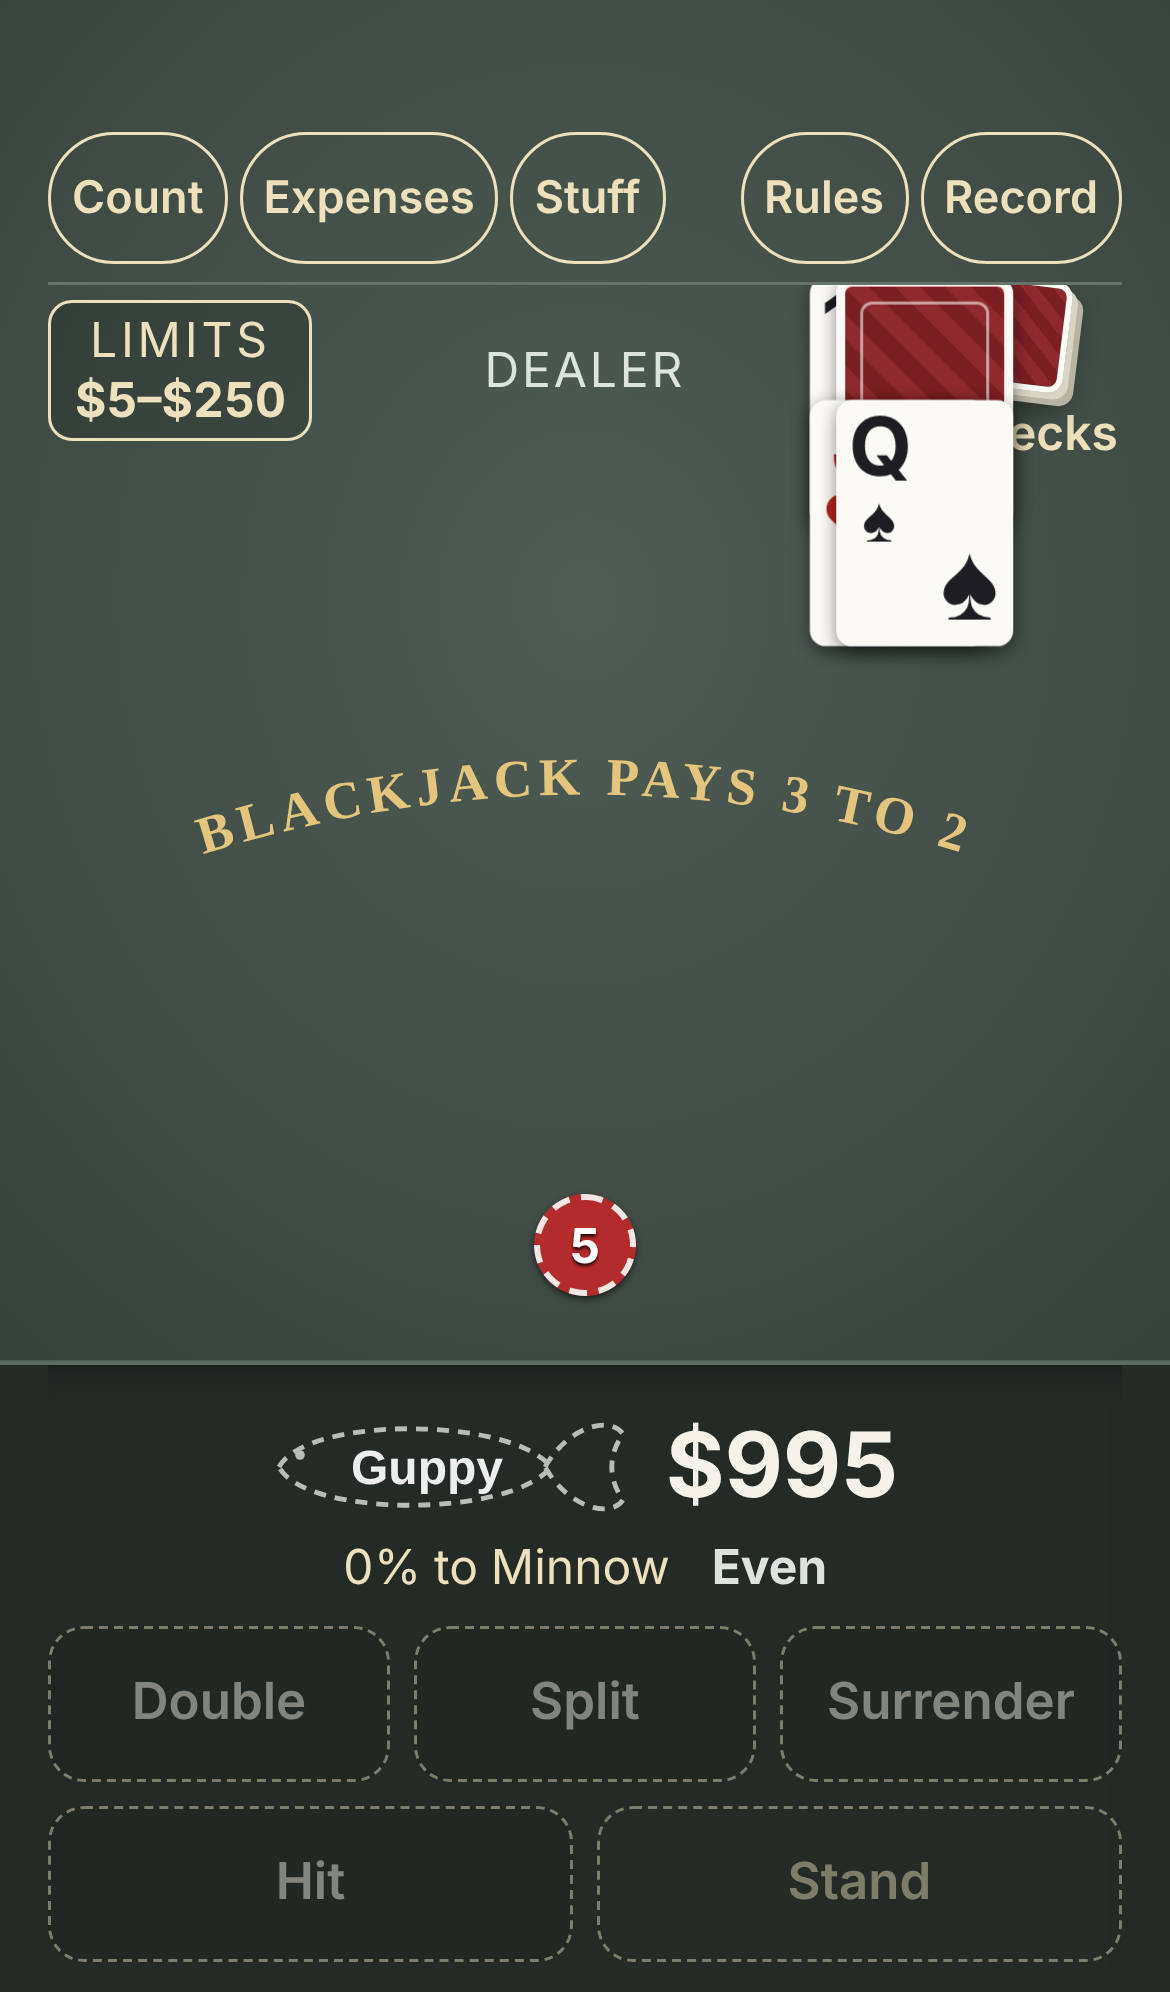 Count Expenses Stuff Rules Record
LIMITS
$5–$250
DEALER
Q
BLACKJACK PAYS 3 TO 2
5
Guppy $995
0% to Minnow Even
Double Split Surrender
Hit Stand